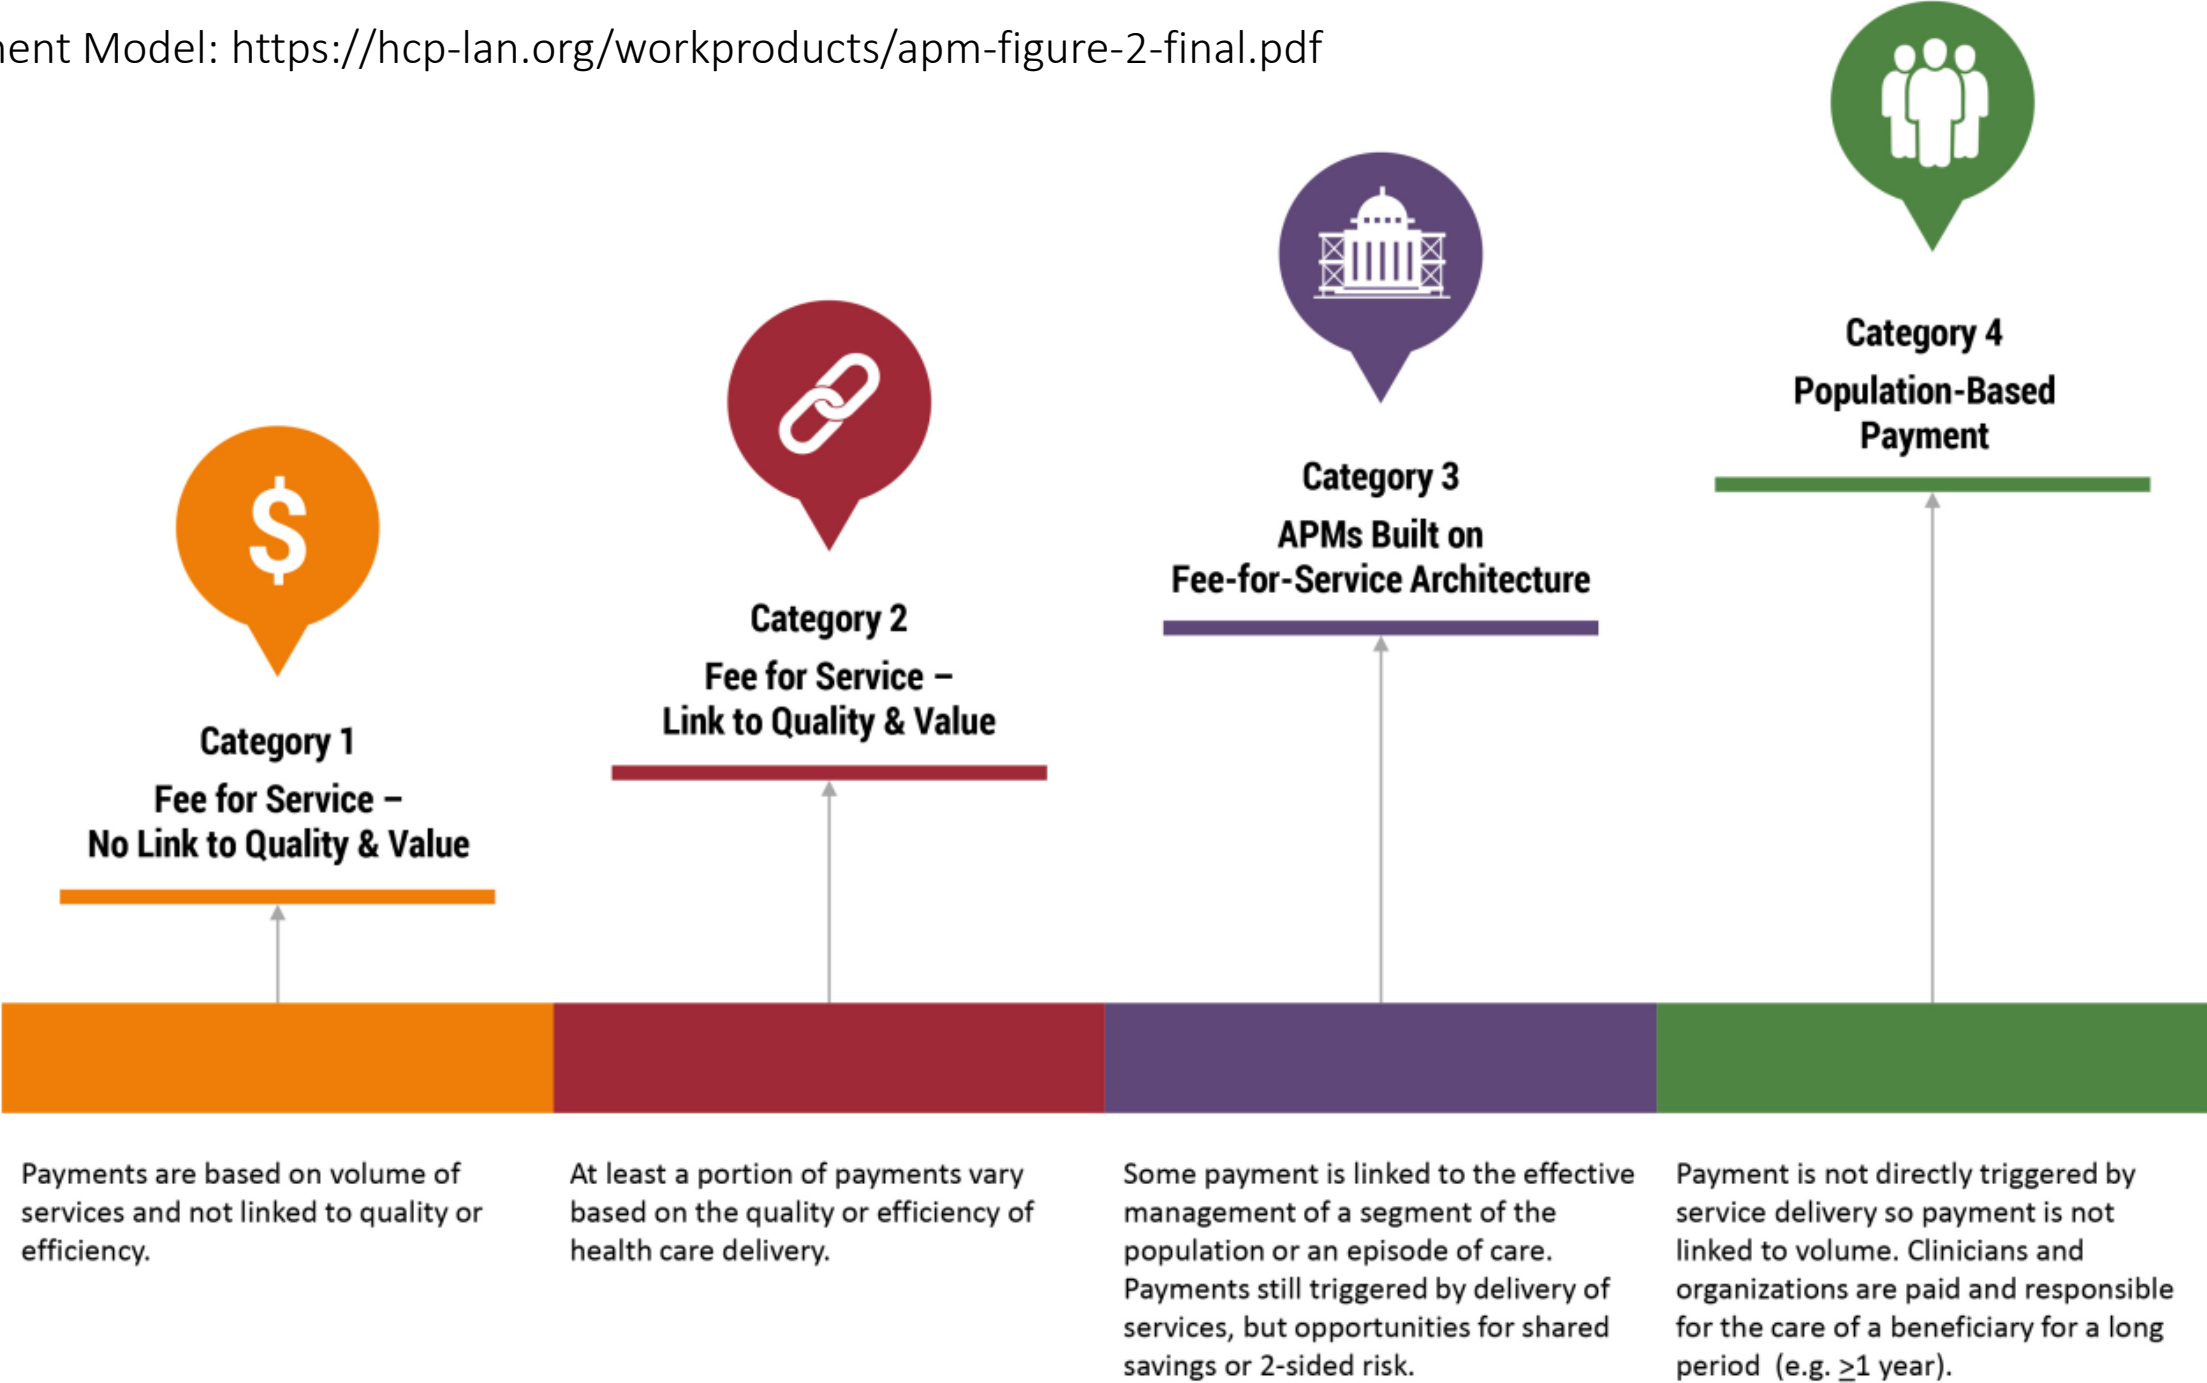 ent Model: https://hcp-lan.org/workproducts/apm-figure-2-final.pdf
$
Category 1
Fee for Service –
No Link to Quality & Value
Category 2
Fee for Service –
Link to Quality & Value
Category 3
APMs Built on
Fee-for-Service Architecture
Category 4
Population-Based
Payment
Payments are based on volume of
services and not linked to quality or
efficiency.
At least a portion of payments vary
based on the quality or efficiency of
health care delivery.
Some payment is linked to the effective
management of a segment of the
population or an episode of care.
Payments still triggered by delivery of
services, but opportunities for shared
savings or 2-sided risk.
Payment is not directly triggered by
service delivery so payment is not
linked to volume. Clinicians and
organizations are paid and responsible
for the care of a beneficiary for a long
period (e.g. ≥1 year).